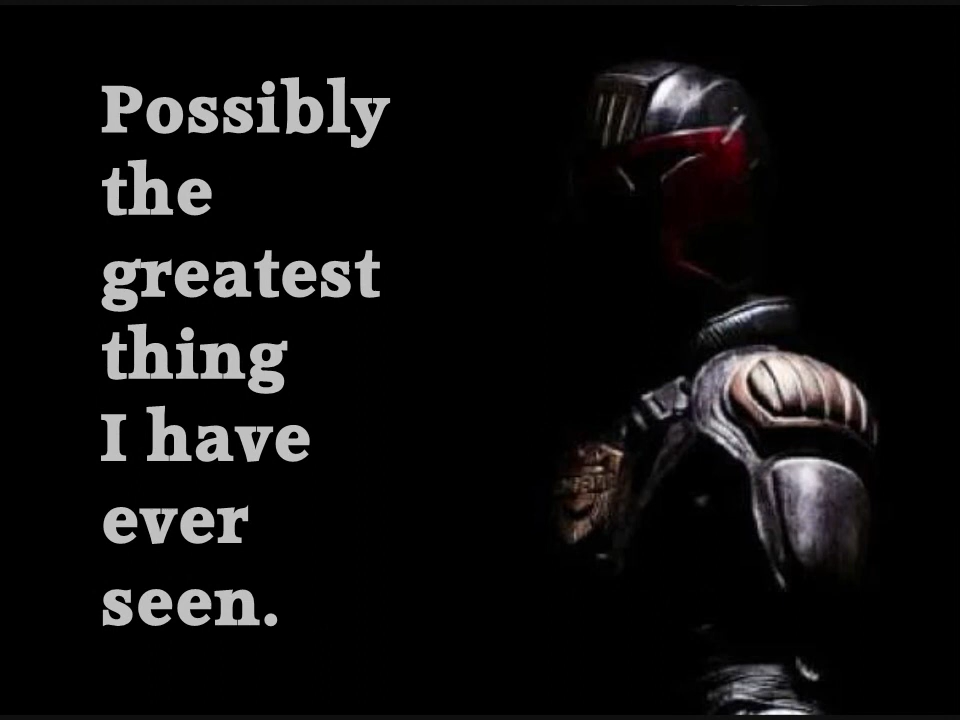 Possibly
the
greatest
thing
I have
ever
seen.